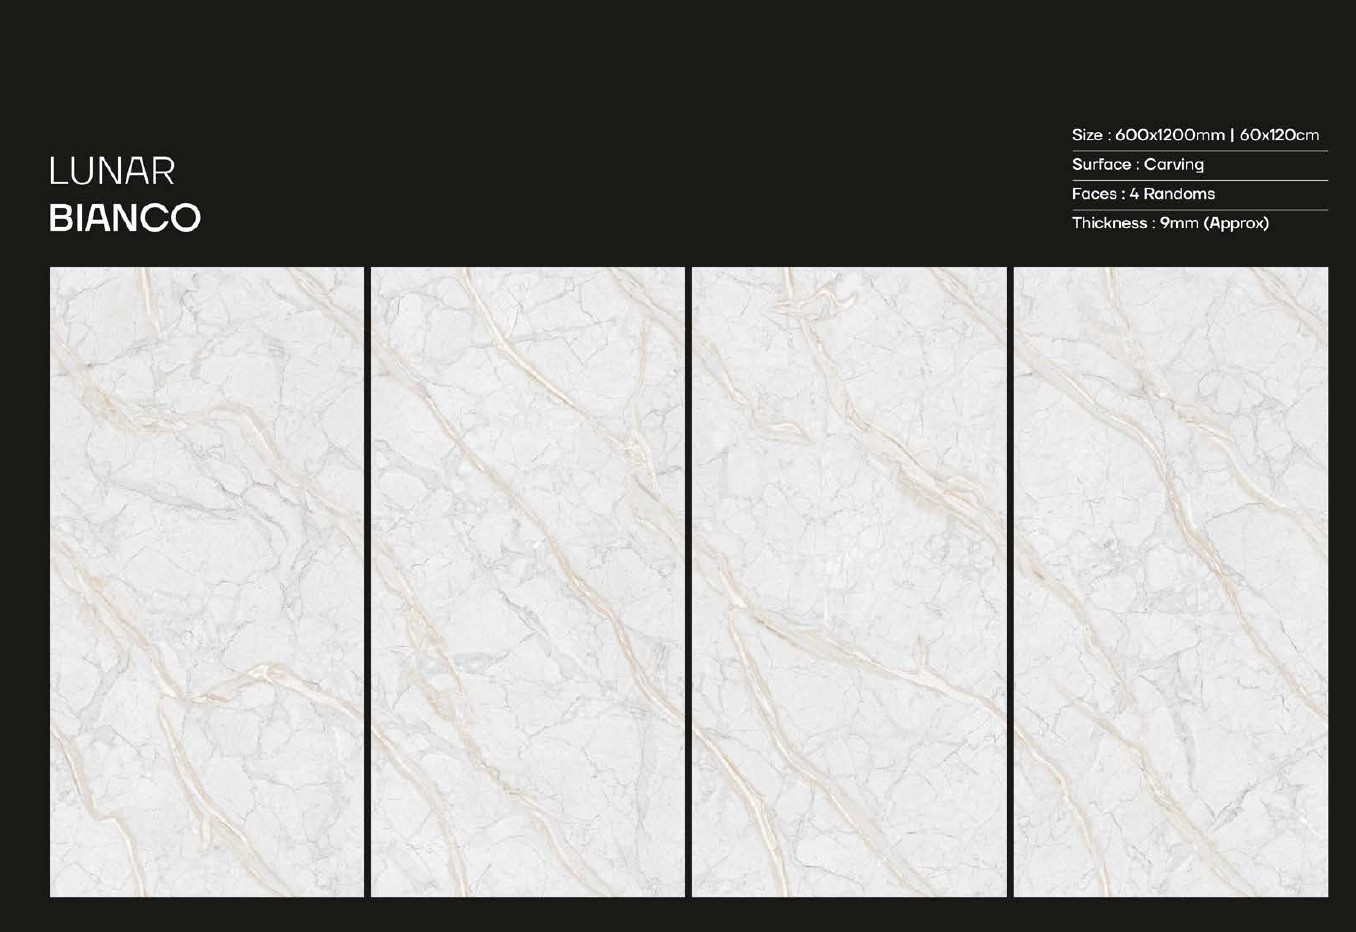 LUNAR
BIANCO
Size : 600x1200mm | 60x120cm
Surface : Carving
Faces : 4 Randoms
Thickness : 9mm (Approx)